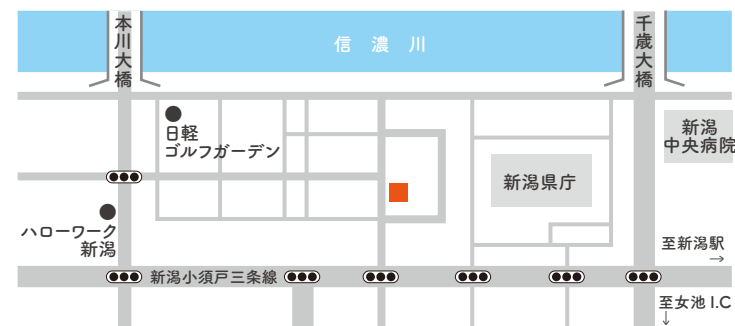 本川大橋
信濃川
千歳大橋
日軽
ゴルフガーデン
新潟
中央病院
新潟県庁
ハローワーク
新潟
至新潟駅
→
新潟小須戸三条線
至女池 I.C
↓